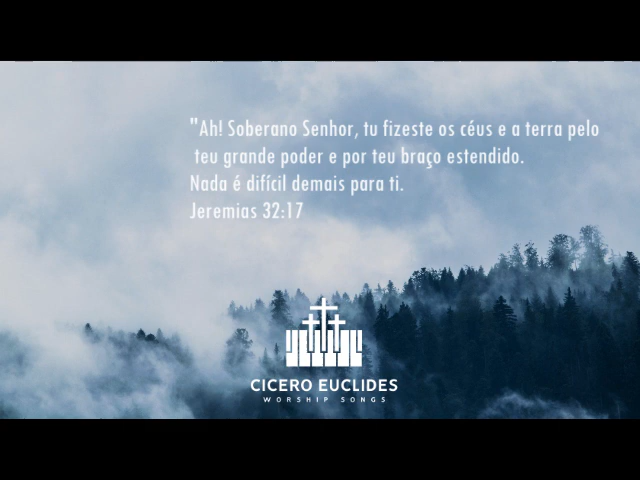 "Ah! Soberano Senhor, tu fizeste os céus e a terra pelo
teu grande poder e por teu braço estendido.
Nada é difícil demais para ti.
Jeremias 32:17
CICERO EUCLIDES
WORSHIP SONGS